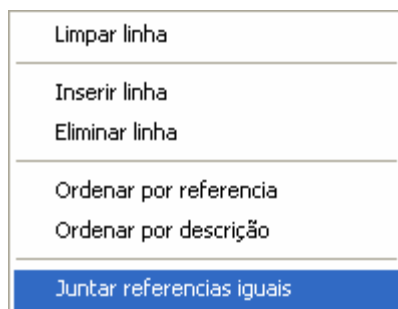 Limpar linha
Inserir linha
Eliminar linha
Ordenar por referencia
Ordenar por descrição
Juntar referencias iguais